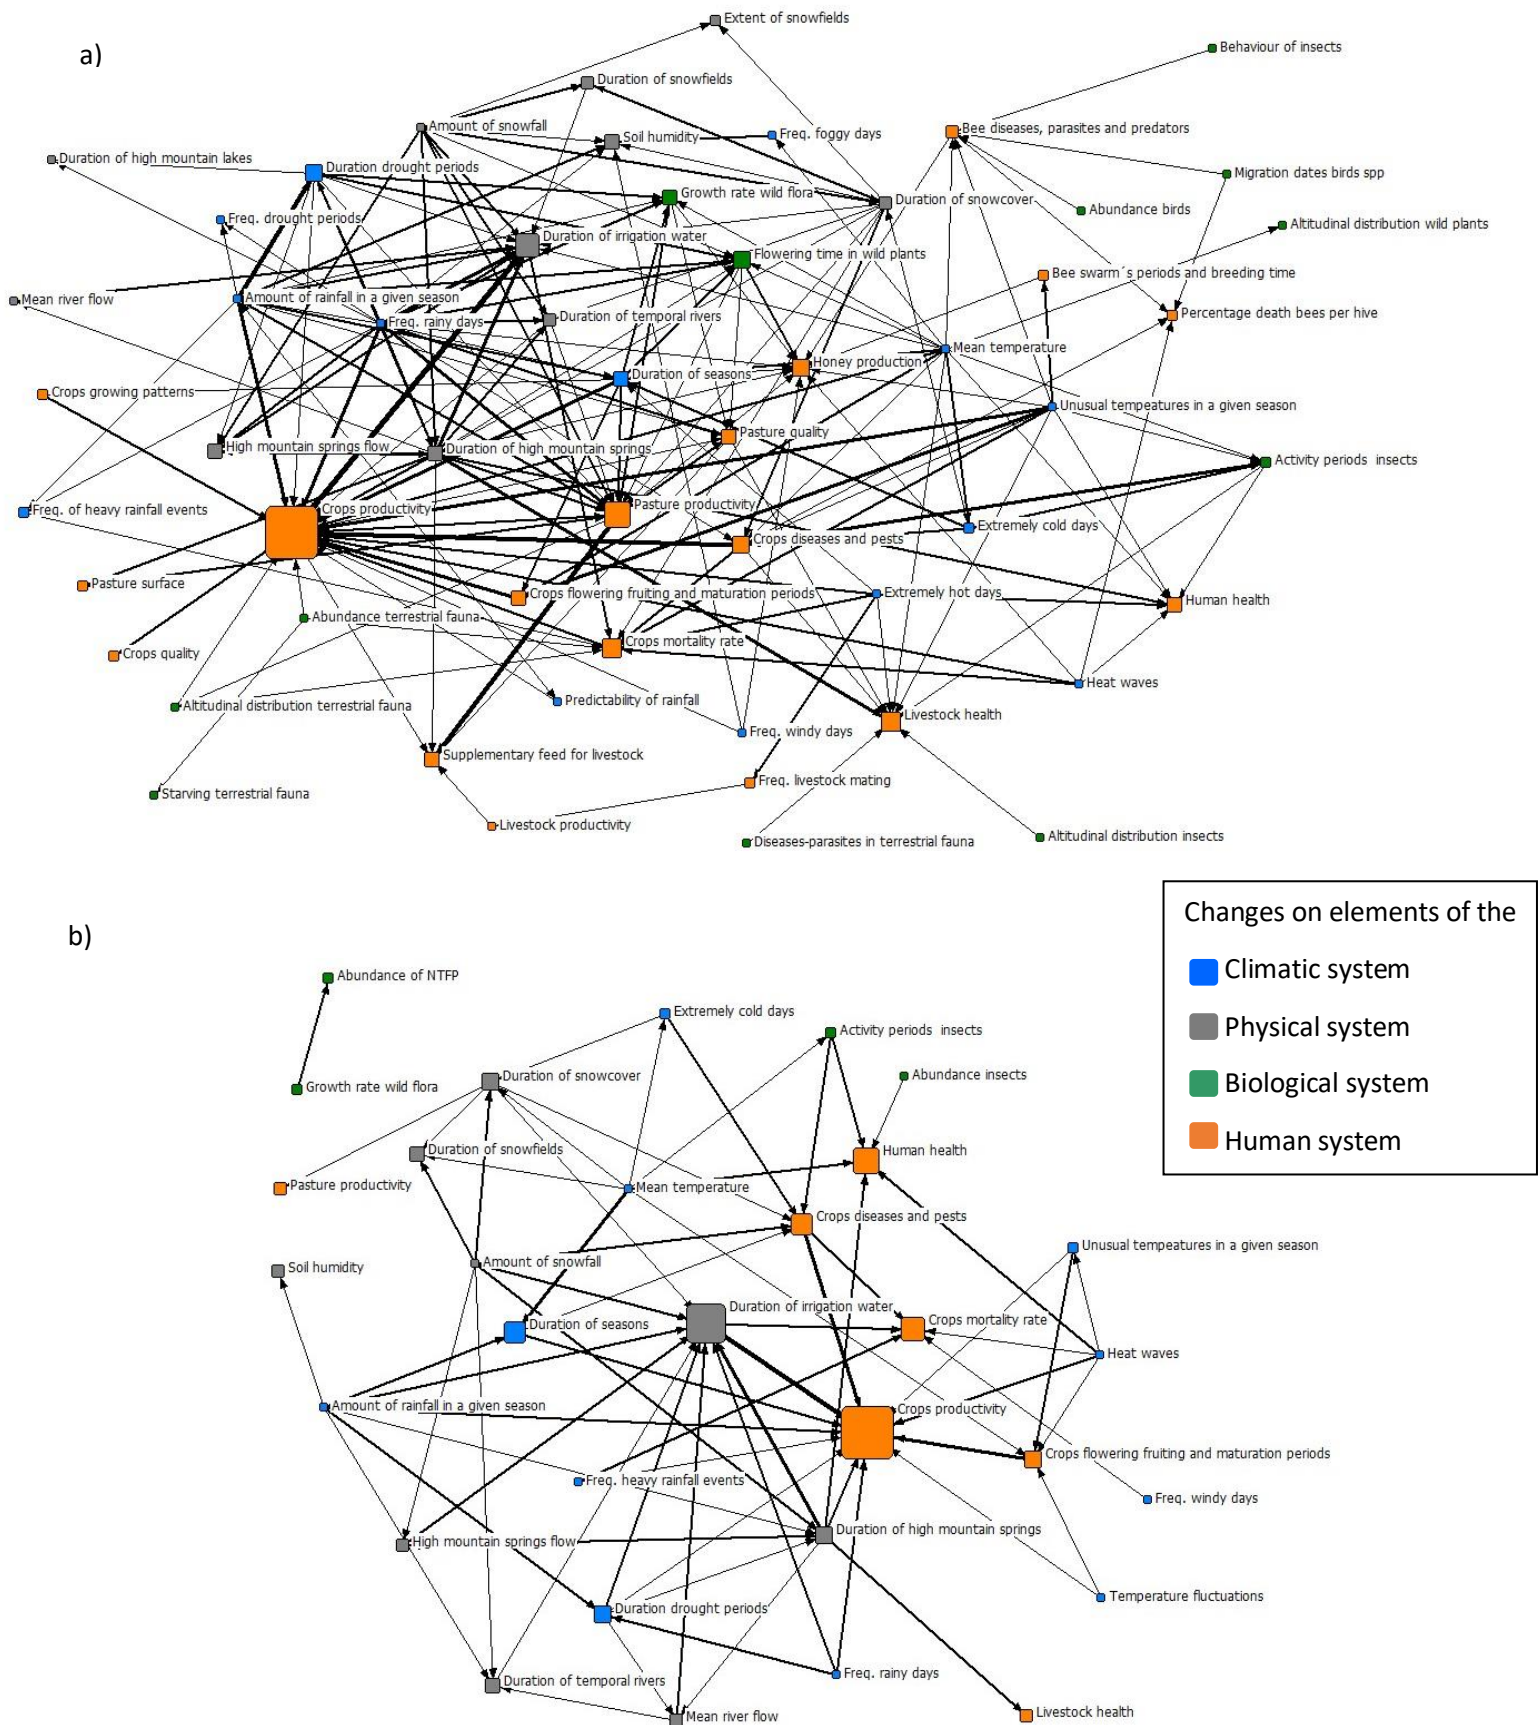 a)
Extent of snowfields
Behaviour of insects
Duration of snowfields
Amount of snowfall
Soil humidity
Freq. foggy days
Bee diseases, parasites and predators
Duration of high mountain lakes
Duration drought periods
Migration dates birds spp
Growth rate wild flora
Duration of snowcover
Abundance birds
Freq. drought periods
Altitudinal distribution wild plants
Duration of irrigation water
Flowering time in wild plants
Bee swarm´s periods and breeding time
Mean river flow
Amount of rainfall in a given season
Freq. rainy days
Duration of temporal rivers
Percentage death bees per hive
Mean temperature
Honey production
Duration of seasons
Crops growing patterns
Unusual tempeatures in a given season
Pasture quality
High mountain springs flow
Duration of high mountain springs
Activity periods  insects
Freq. of heavy rainfall events
Crops productivity
Pasture productivity
Extremely cold days
Crops diseases and pests
Pasture surface
Crops flowering fruiting and maturation periods
Extremely hot days
Human health
Abundance terrestrial fauna
Crops quality
Crops mortality rate
Heat waves
Altitudinal distribution terrestrial fauna
Predictability of rainfall
Livestock health
Freq. windy days
Supplementary feed for livestock
Freq. livestock mating
Starving terrestrial fauna
Livestock productivity
Diseases-parasites in terrestrial fauna
Altitudinal distribution insects
Changes on elements of the
Climatic system
Physical system
Biological system
Human system
b)
Abundance of NTFP
Extremely cold days
Activity periods  insects
Duration of snowcover
Abundance insects
Growth rate wild flora
Duration of snowfields
Human health
Pasture productivity
Mean temperature
Crops diseases and pests
Unusual tempeatures in a given season
Soil humidity
Amount of snowfall
Duration of irrigation water
Duration of seasons
Crops mortality rate
Heat waves
Amount of rainfall in a given season
Crops productivity
Crops flowering fruiting and maturation periods
Freq. heavy rainfall events
Freq. windy days
High mountain springs flow
Duration of high mountain springs
Temperature fluctuations
Duration drought periods
Freq. rainy days
Duration of temporal rivers
Mean river flow
Livestock health